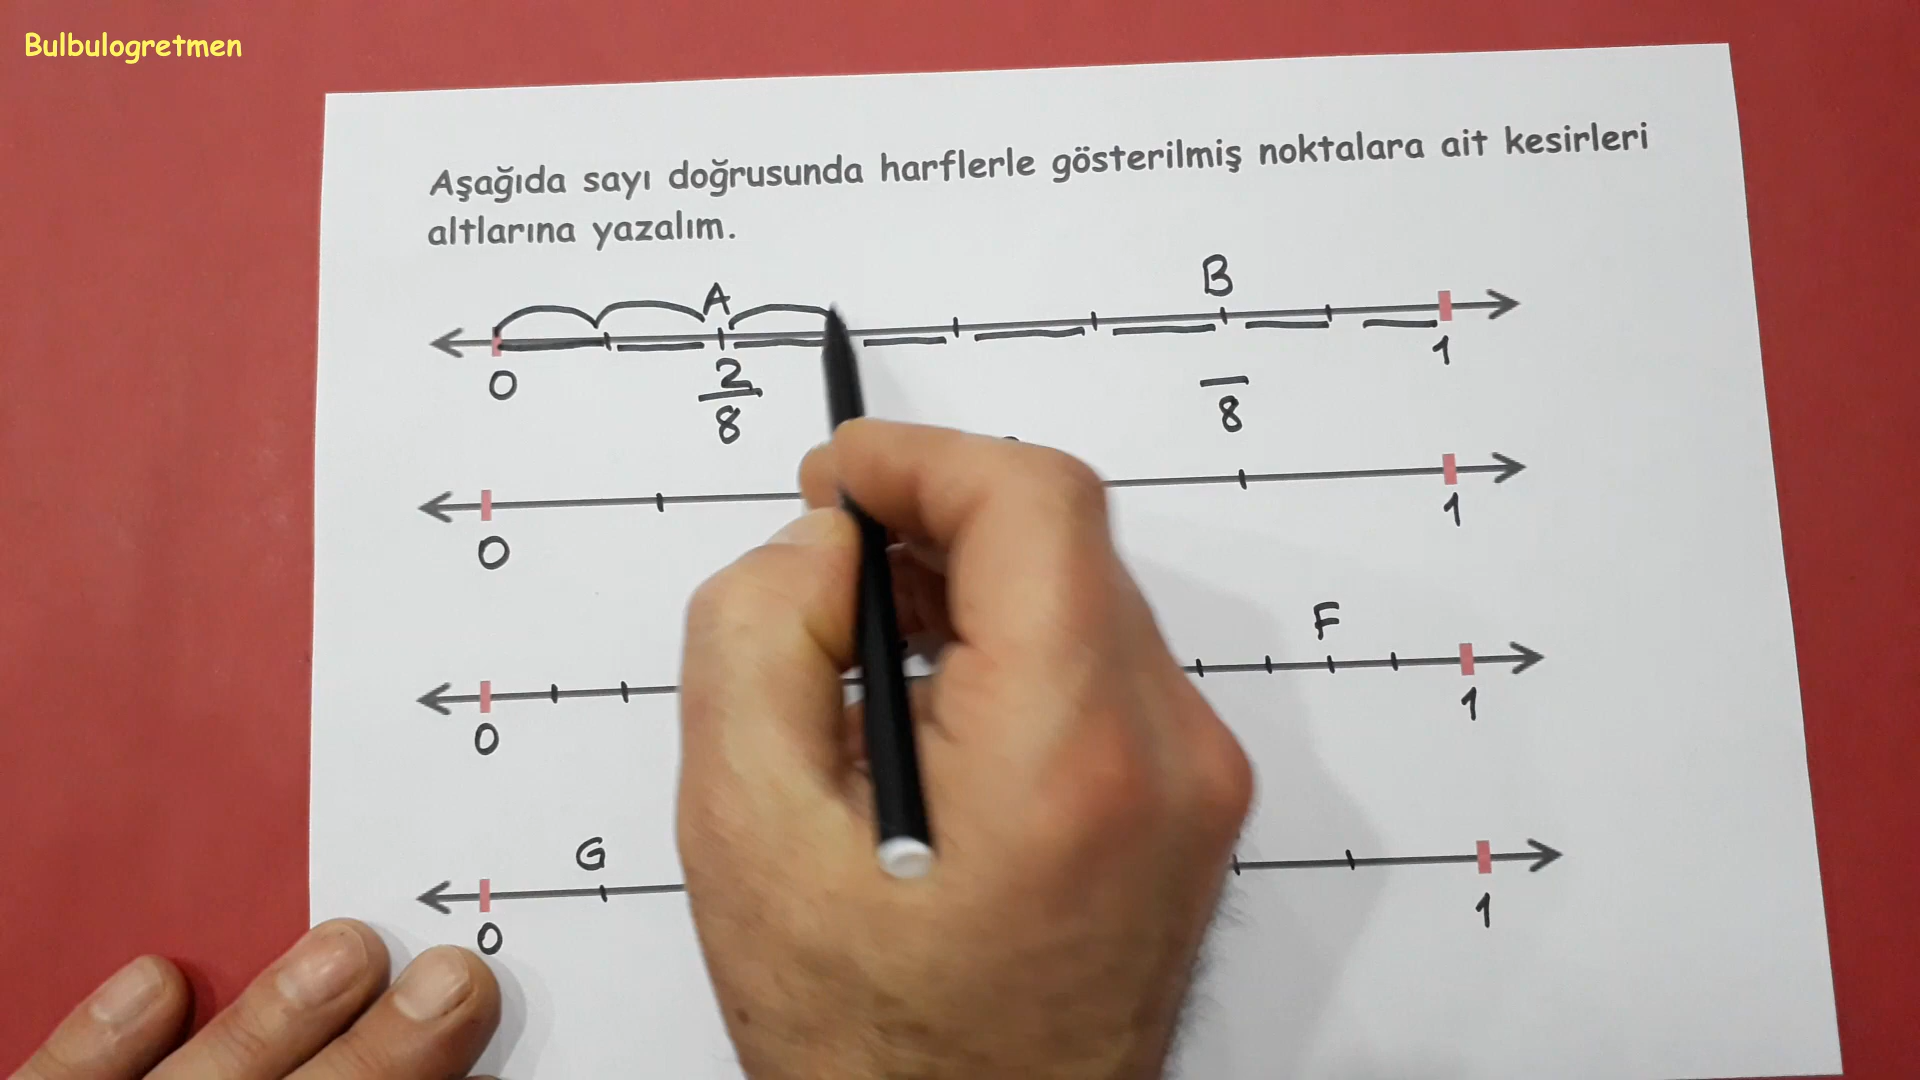 Bulbulogretmen
Aşağıda sayı doğrusunda harflerle gösterilmiş noktalara ait kesirleri
altlarına yazalım.
A B
0 2/8 /8 1
0 1
F
0 1
G
0 1